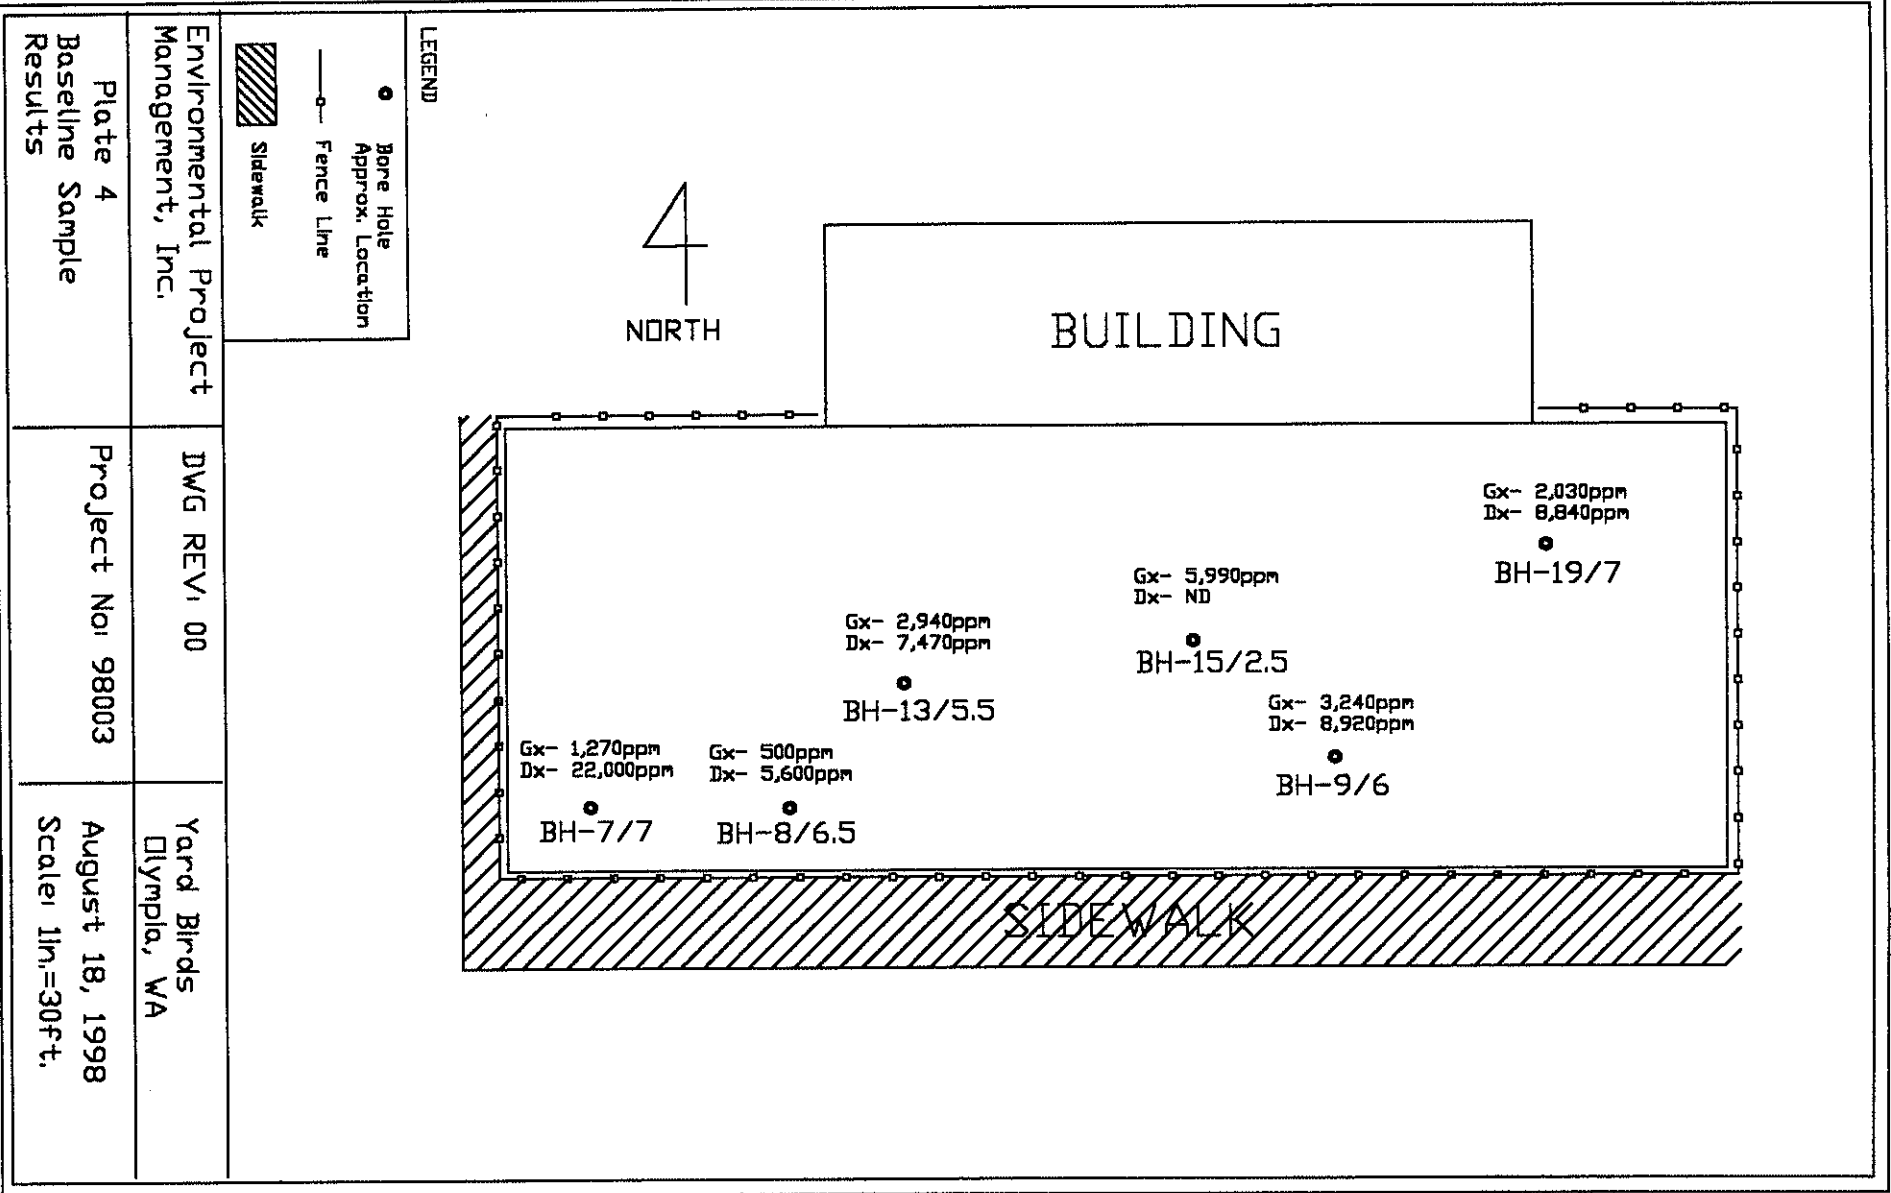 LEGEND
Bore Hole
Approx. Location
Fence Line
Sidewalk
NORTH
BUILDING
Gx- 2,030ppm
Dx- 8,840ppm
BH-19/7
Gx- 5,990ppm
Dx- ND
BH-15/2.5
Gx- 2,940ppm
Dx- 7,470ppm
BH-13/5.5
Gx- 3,240ppm
Dx- 8,920ppm
BH-9/6
Gx- 1,270ppm
Dx- 22,000ppm
BH-7/7
Gx- 500ppm
Dx- 5,600ppm
BH-8/6.5
SIDEWALK
Environmental Project
Management, Inc.
DWG REV: 00
Yard Birds
Olympia, WA
Plate 4
Baseline Sample
Results
Project No: 98003
August 18, 1998
Scale: 1in.=30ft.